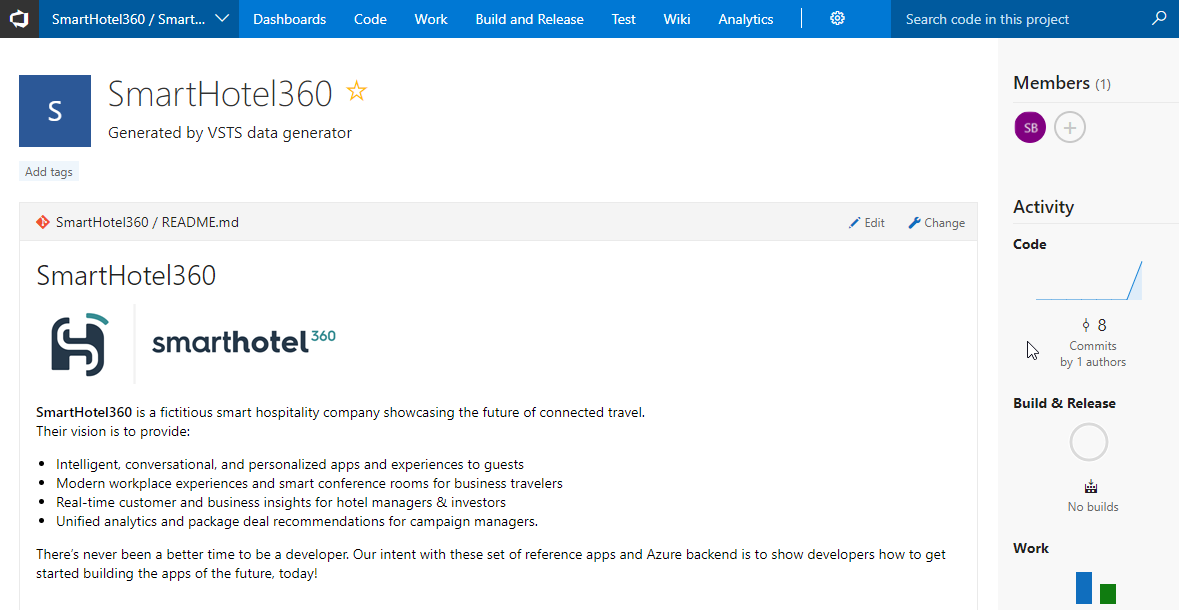 SmartHotel360 / Smart...
Dashboards
Code
Work
Build and Release
Test
Wiki
Analytics
Search code in this project
S
SmartHotel360
Generated by VSTS data generator
Add tags
SmartHotel360 / README.md
Edit
Change
SmartHotel360
smarthotel360
SmartHotel360 is a fictitious smart hospitality company showcasing the future of connected travel.
Their vision is to provide:
Intelligent, conversational, and personalized apps and experiences to guests
Modern workplace experiences and smart conference rooms for business travelers
Real-time customer and business insights for hotel managers & investors
Unified analytics and package deal recommendations for campaign managers.
There's never been a better time to be a developer. Our intent with these set of reference apps and Azure backend is to show developers how to get
started building the apps of the future, today!
Members (1)
SB
Activity
Code
8
Commits
by 1 authors
Build & Release
No builds
Work